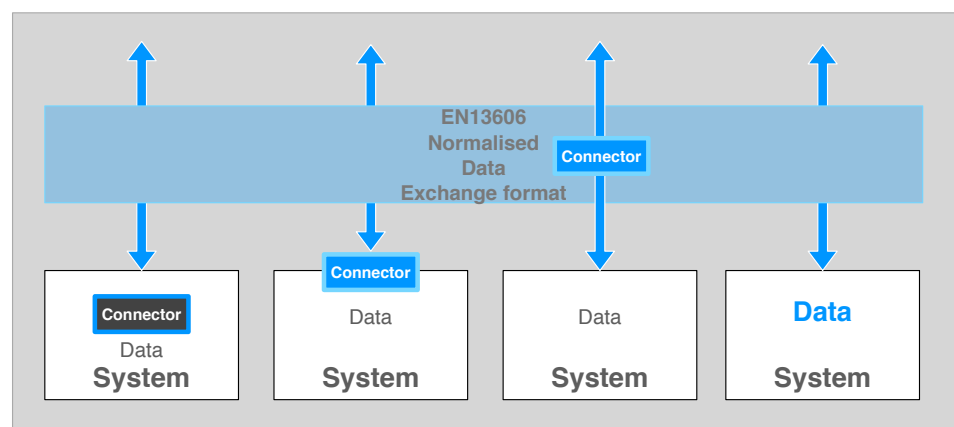 EN13606
Normalised
Data
Exchange format
Connector
Connector
Data
System
Connector
Data
System
Data
System
Data
System